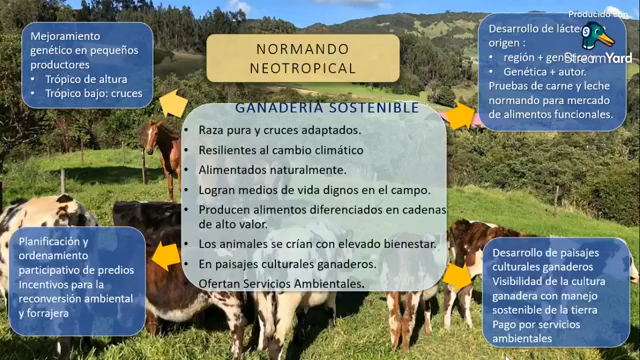 Producido con
StreamYard
NORMANDO
NEOTROPICAL
Mejoramiento
genético en pequeños
productores
• Trópico de altura
• Trópico bajo: cruces
Desarrollo de
origen :
• región +
• Genética + autor.
Pruebas de carne y leche
normando para mercado
de alimentos funcionales.
GANADERIA SOSTENIBLE
• Raza pura y cruces adaptados.
• Resilientes al cambio climático
• Alimentados naturalmente.
• Logran medios de vida dignos en el campo.
• Producen alimentos diferenciados en cadenas
de alto valor.
• Los animales se crían con elevado bienestar.
• En paisajes culturales ganaderos.
Ofertan Servicios Ambientales.
Planificación y
ordenamiento
participativo de predios
Incentivos para la
reconversión ambiental
y forrajera
Desarrollo de paisajes
culturales ganaderos
Visibilidad de la cultura
ganadera con manejo
sostenible de la tierra
Pago por servicios
ambientales